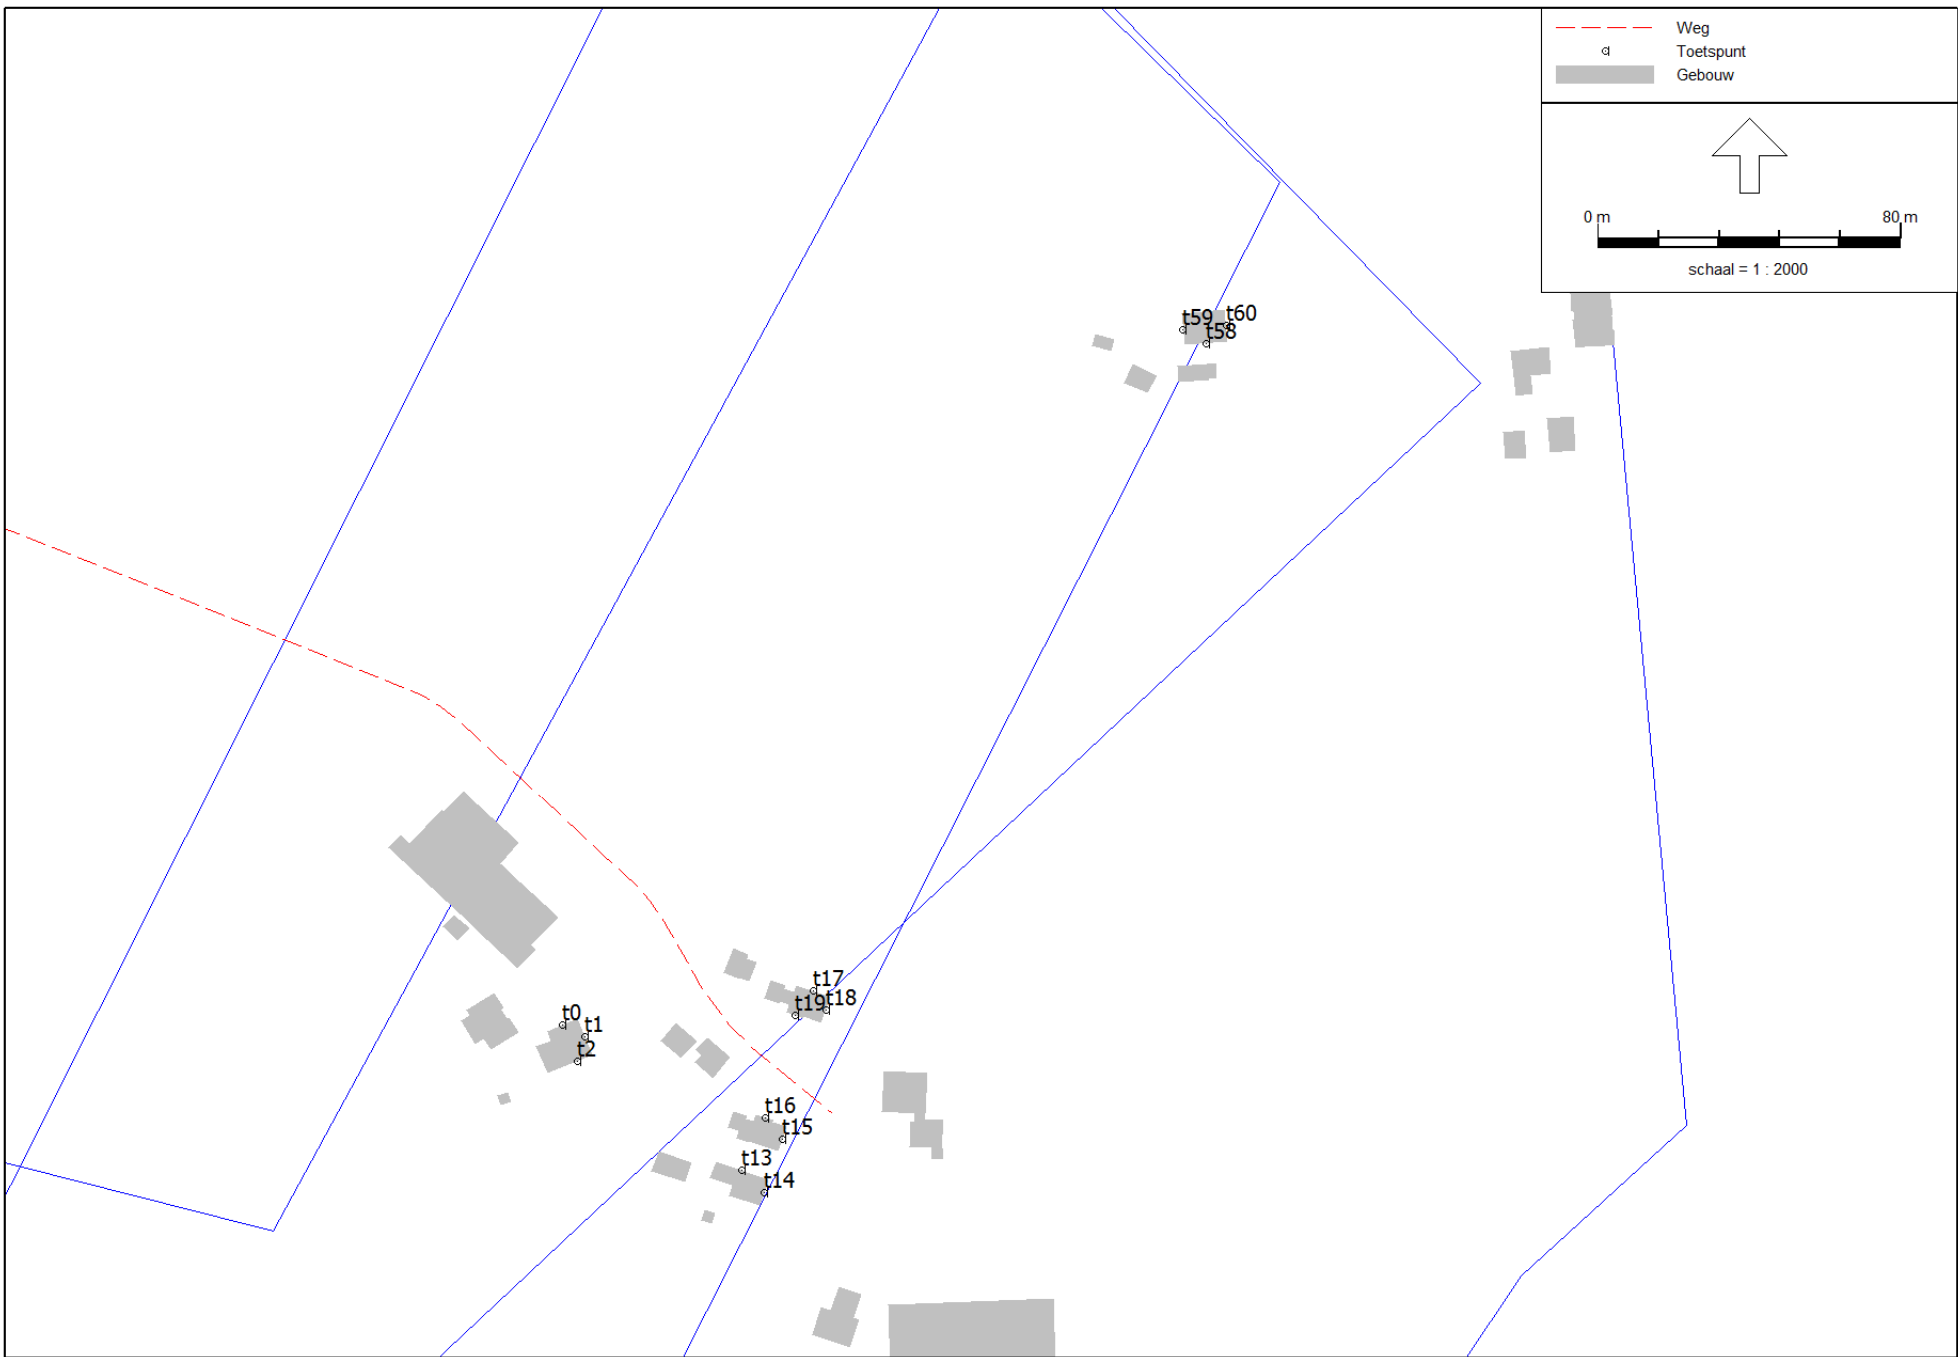 Weg
Toetspunt
Gebouw
0 m 80 m
schaal = 1 : 2000
t59
t60
t58
t17
t18
t19
t0
t1
t2
t16
t15
t13
t14